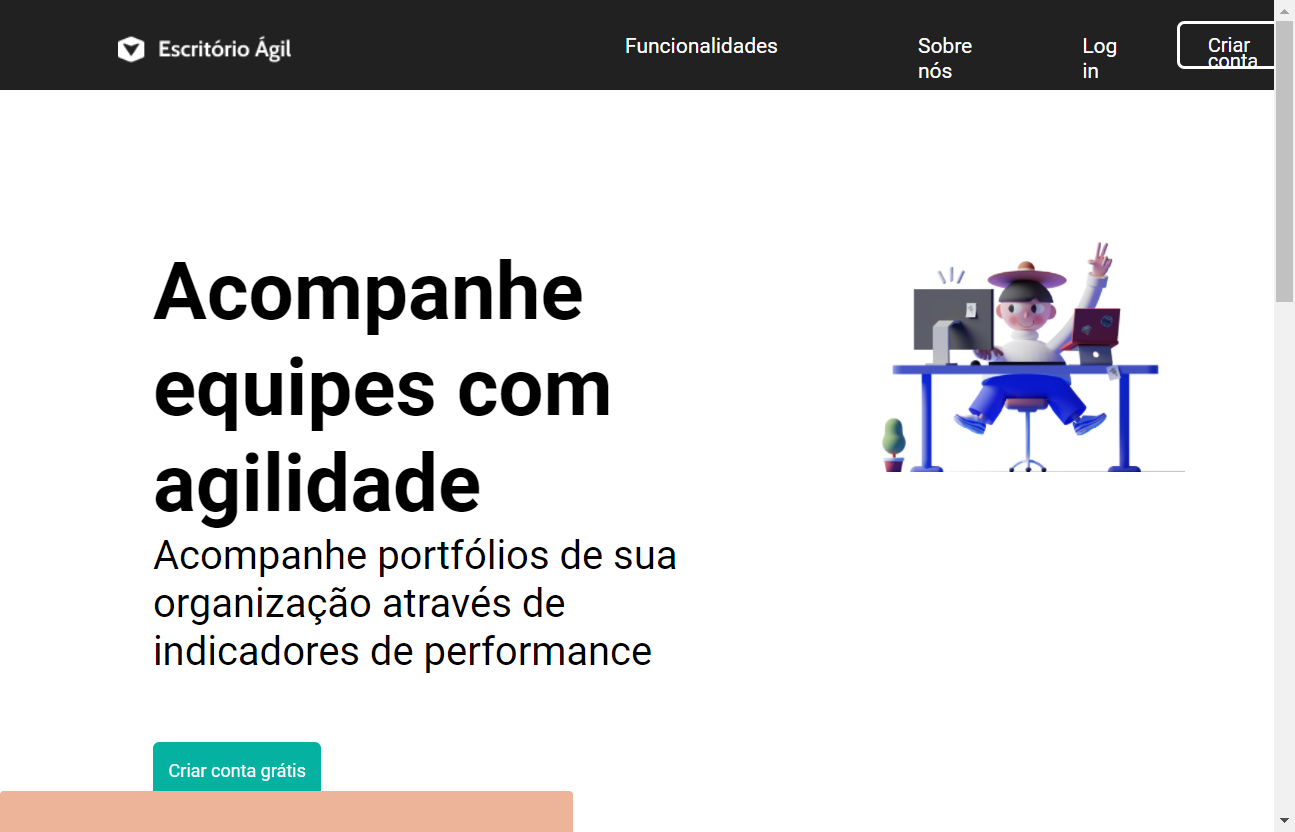 Escritório Ágil
Funcionalidades
Sobre
nós
Log
in
Criar
conta
Acompanhe
equipes com
agilidade
Acompanhe portfólios de sua
organização através de
indicadores de performance
Criar conta grátis